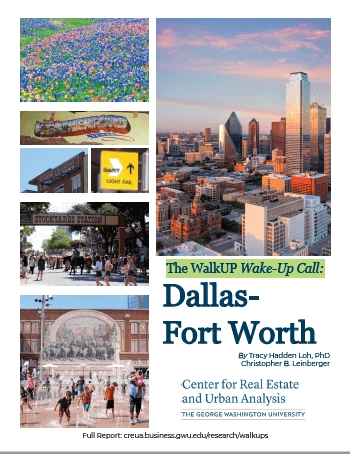 WEATHERFORD
DART
LIGHT RAIL
STOCKYARDS STATION
The WalkUP Wake-Up Call:
Dallas-
Fort Worth
By Tracy Hadden Loh, PhD
Christopher B. Leinberger
Center for Real Estate
and Urban Analysis
THE GEORGE WASHINGTON UNIVERSITY
Full Report: creua.business.gwu.edu/research/walkups